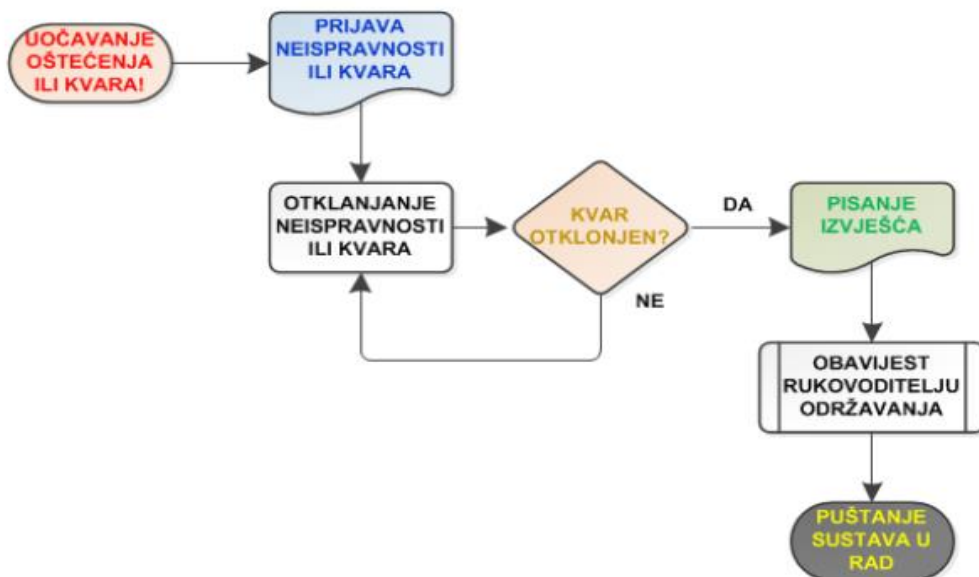 UOČAVANJE
OŠTEĆENJA
ILI KVARA!
PRIJAVA
NEISPRAVNOSTI
ILI KVARA
OTKLANJANJE
NEISPRAVNOSTI
ILI KVARA
KVAR
OTKLONJEN?
DA
NE
PISANJE
IZVJEŠĆA
OBAVIJEST
RUKOVODITELJU
ODRŽAVANJA
PUŠTANJE
SUSTAVA U
RAD